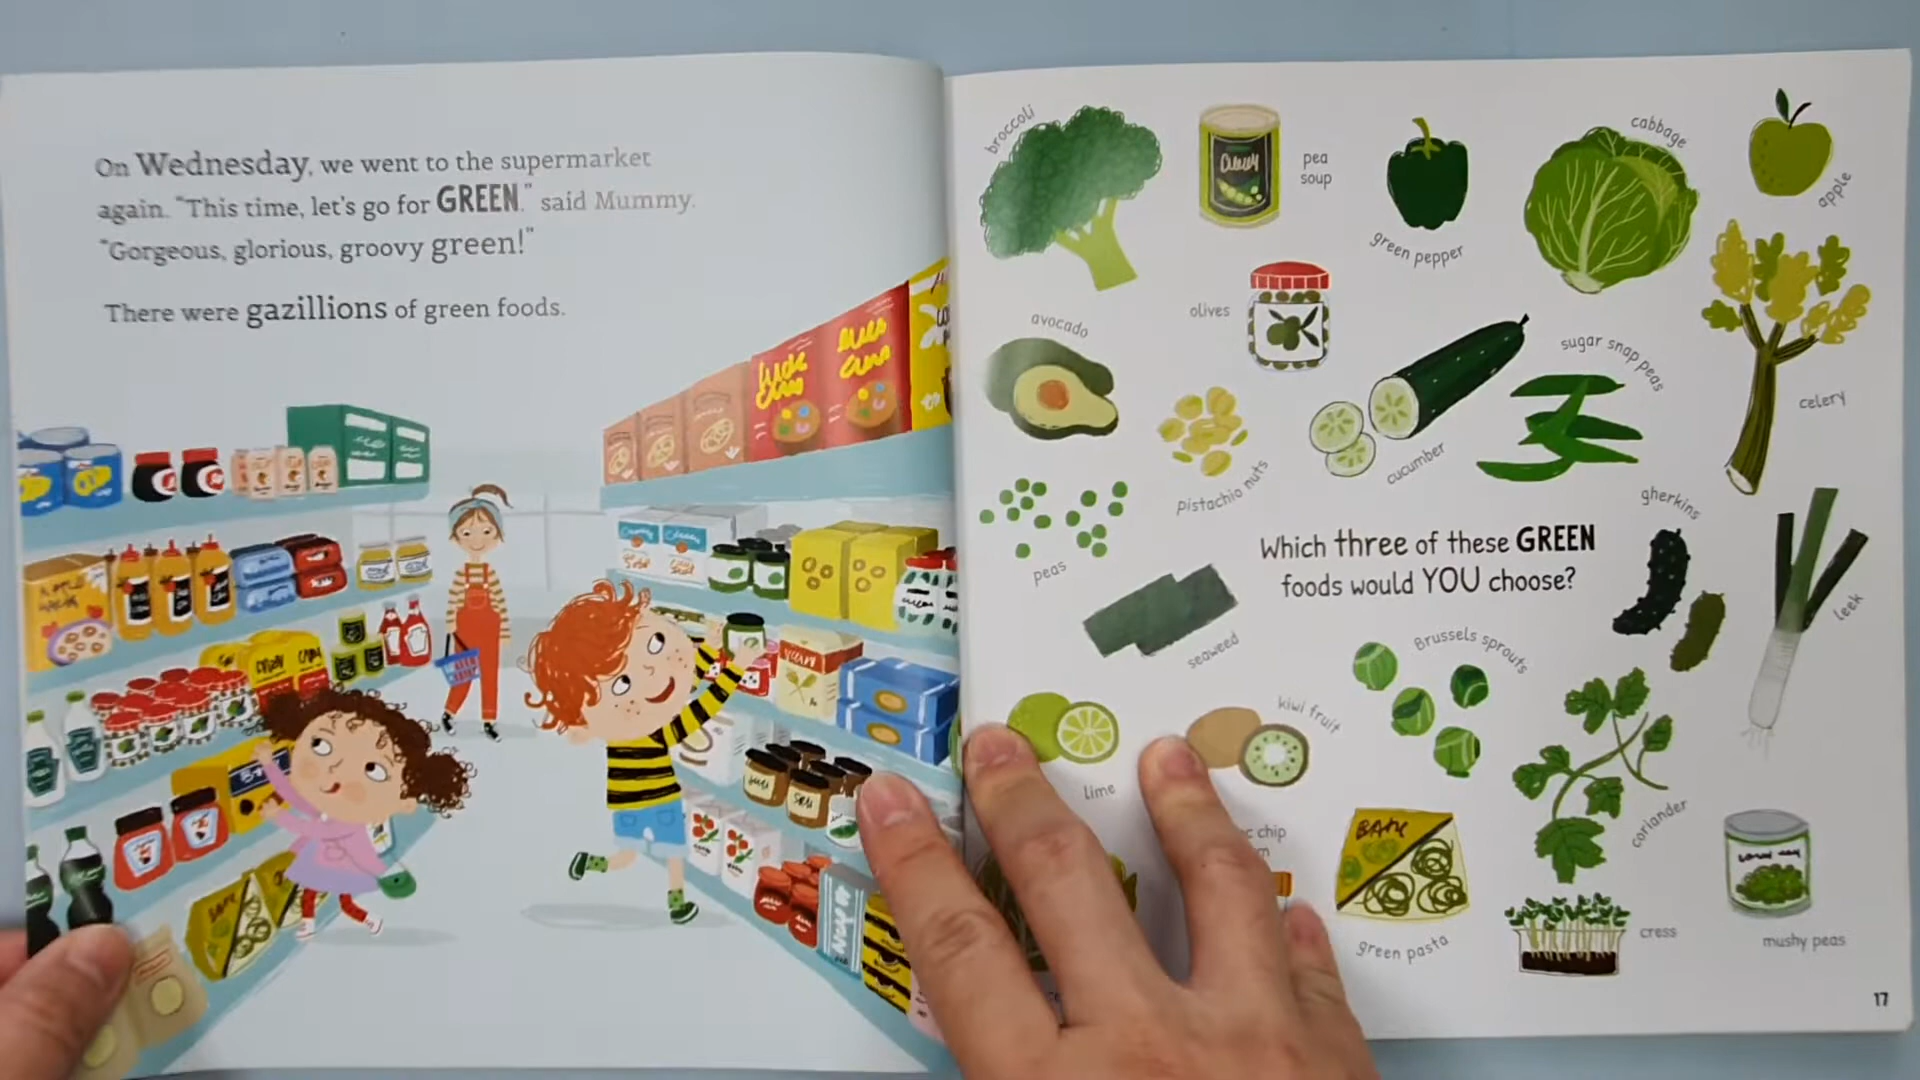 On Wednesday, we went to the supermarket
again. "This time, let's go for GREEN." said Mummy.
"Gorgeous, glorious, groovy green!"
There were gazillions of green foods.
broccoli
pea
soup
green pepper
cabbage
apple
avocado
olives
pistachio nuts
cucumber
sugar snap peas
celery
peas
seaweed
Which three of these GREEN
foods would YOU choose?
gherkins
leek
Brussels sprouts
lime
kiwi fruit
coriander
chip
green pasta
cress
mushy peas
17